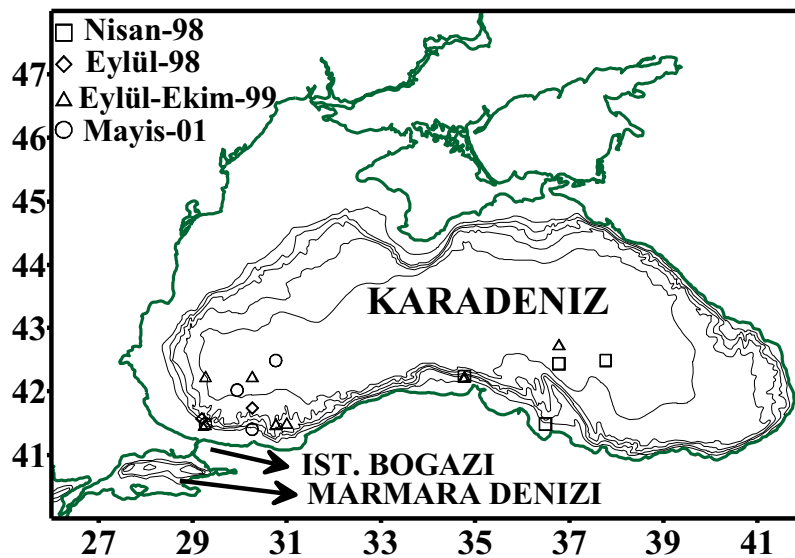 Nisan-98
Eylül-98
Eylül-Ekim-99
Mayis-01
47
46
45
44
43
42
41
KARADENIZ
IST. BOGAZI
MARMARA DENIZI
27 29 31 33 35 37 39 41